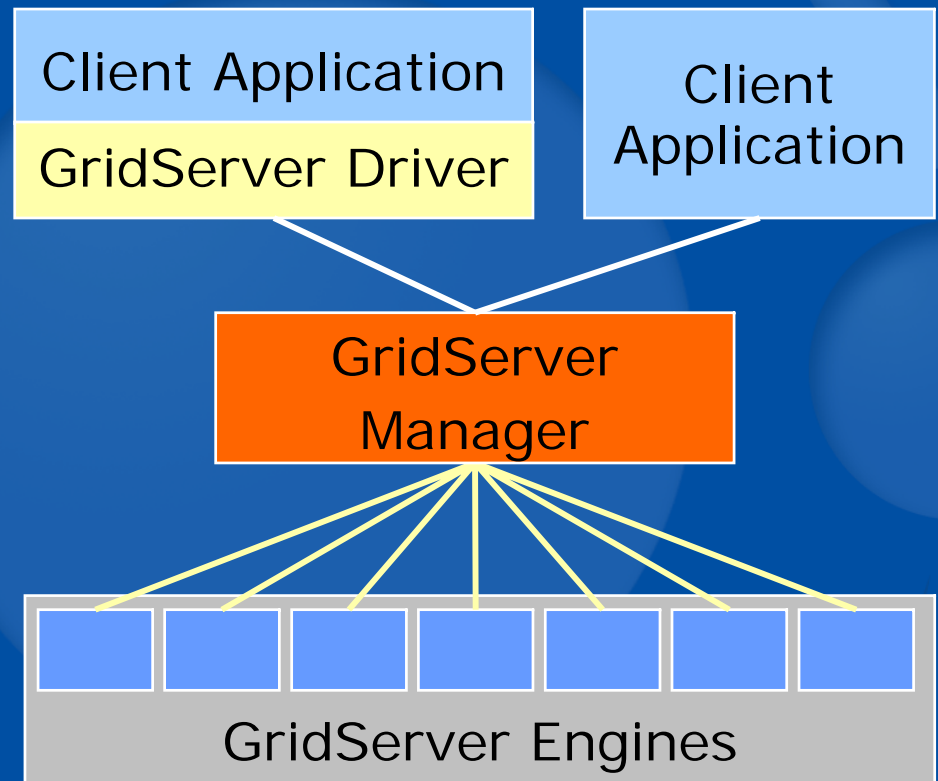 Client Application
GridServer Driver
Client
Application
GridServer
Manager
GridServer Engines